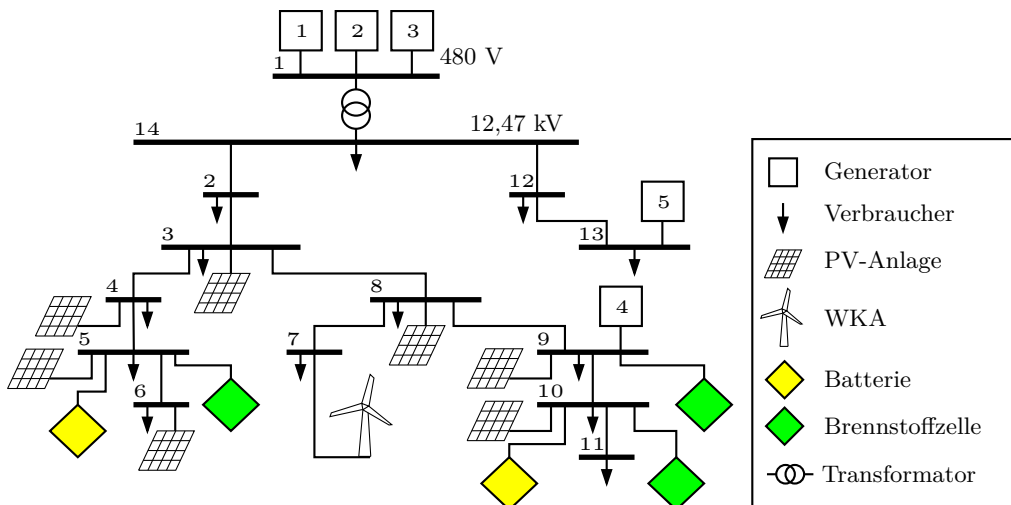 1 2 3
1 480 V
14 12,47 kV
2 12
5
3 13
4 8 4
5 7 9
6 10
11
Generator
Verbraucher
PV-Anlage
WKA
Batterie
Brennstoffzelle
Transformator